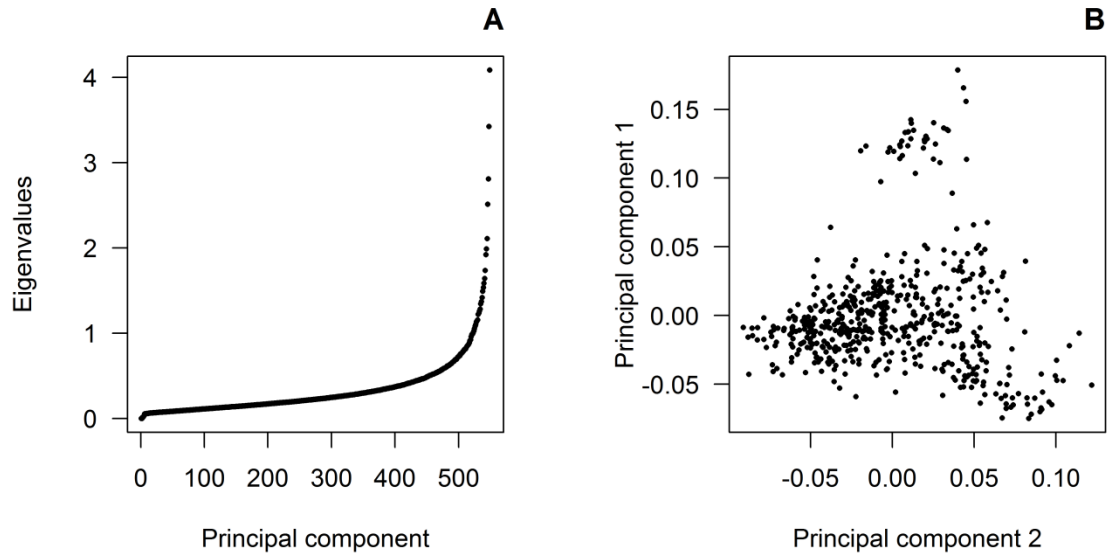 A
Eigenvalues
4
3
2
1
0
0 100 200 300 400 500
Principal component
B
Principal component 1
0.15
0.10
0.05
0.00
-0.05
-0.05 0.00 0.05 0.10
Principal component 2